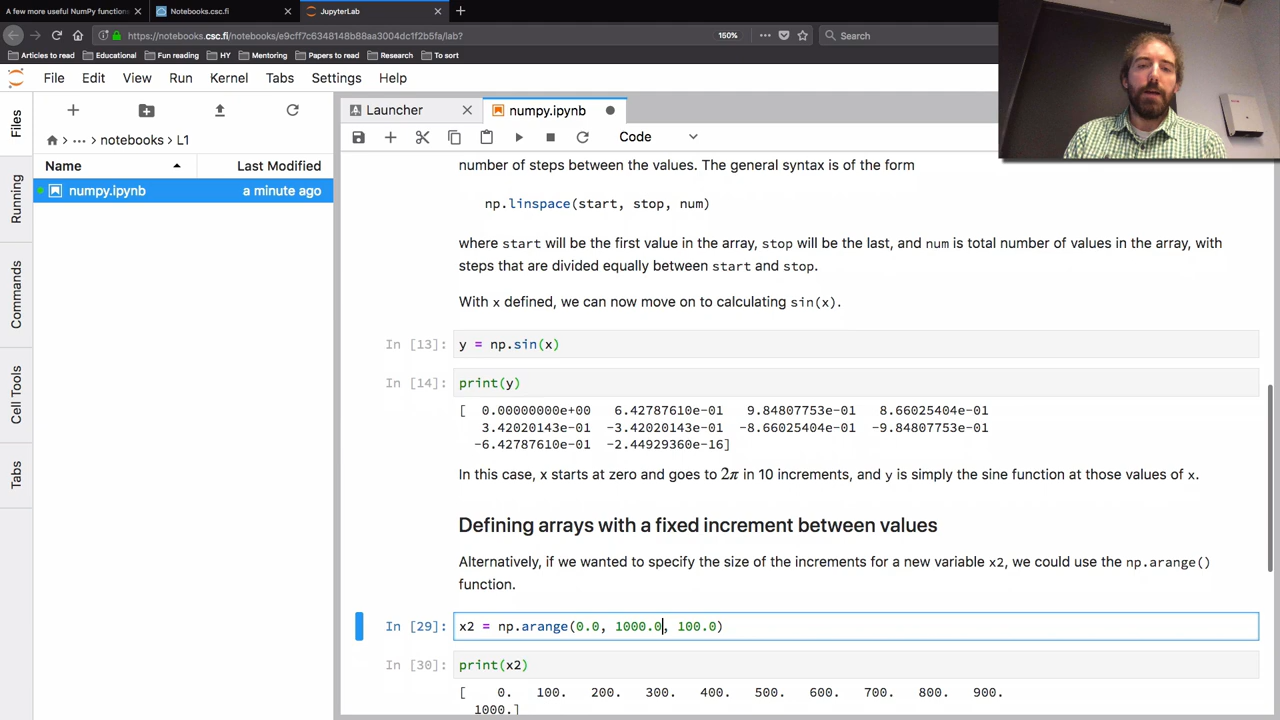 A few more useful NumPy functions
Notebooks.csc.fi
JupyterLab
https://notebooks.csc.fi/notebooks/e9cff7c6348148b88aa3004dc1f2b5fa/lab?
150%
Search
Articles to read
Educational
Fun reading
HY
Mentoring
Papers to read
Research
To sort
File Edit View Run Kernel Tabs Settings Help
Files
Running
Commands
Cell Tools
Tabs
> ... > notebooks > L1
Name
Last Modified
numpy.ipynb
a minute ago
Launcher
numpy.ipynb
Code
number of steps between the values. The general syntax is of the form
np.linspace(start, stop, num)
where start will be the first value in the array, stop will be the last, and num is total number of values in the array, with
steps that are divided equally between start and stop.
With x defined, we can now move on to calculating sin(x).
In [13]: y = np.sin(x)
In [14]: print(y)
[ 0.00000000e+00 6.42787610e-01 9.84807753e-01 8.66025404e-01
3.42020143e-01 -3.42020143e-01 -8.66025404e-01 -9.84807753e-01
-6.42787610e-01 -2.44929360e-16]
In this case, x starts at zero and goes to 2π in 10 increments, and y is simply the sine function at those values of x.
Defining arrays with a fixed increment between values
Alternatively, if we wanted to specify the size of the increments for a new variable x2, we could use the np.arange()
function.
In [29]: x2 = np.arange(0.0, 1000.0, 100.0)
In [30]: print(x2)
[ 0. 100. 200. 300. 400. 500. 600. 700. 800. 900.
1000.]